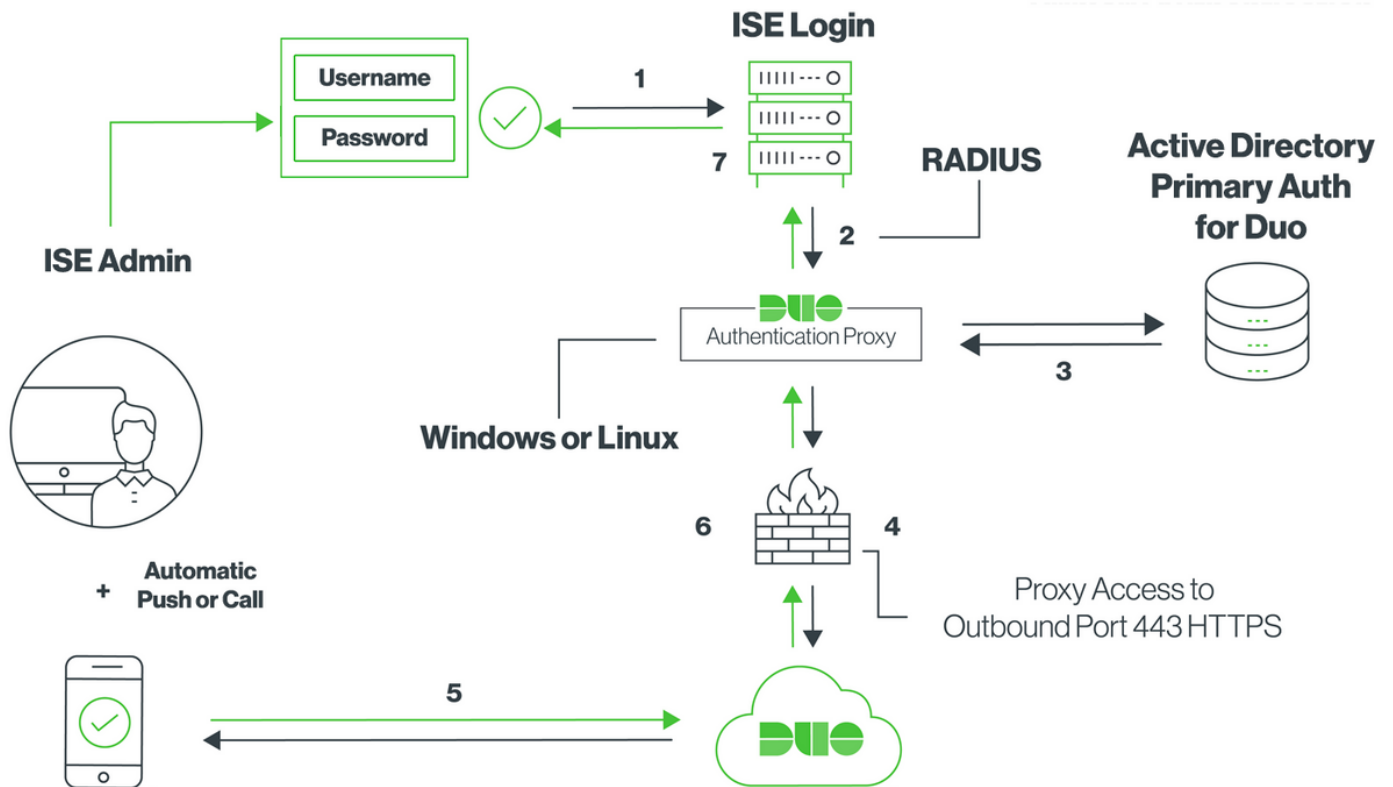 ISE Login
Username
Password
1
7
RADIUS
2
Active Directory
Primary Auth
for Duo
ISE Admin
DUO
Authentication Proxy
3
Windows or Linux
6
4
Automatic
+
Push or Call
Proxy Access to
Outbound Port 443 HTTPS
5
DUO